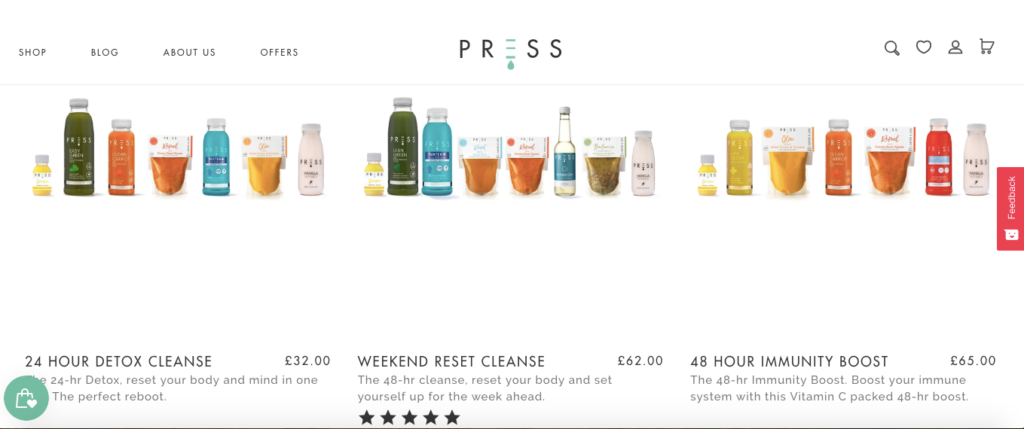 SHOP
BLOG
ABOUT US
OFFERS
PRESS
Feedback
24 HOUR DETOX CLEANSE
£32.00
24-hr Detox, reset your body and mind in one
The perfect reboot.
WEEKEND RESET CLEANSE
£62.00
The 48-hr cleanse, reset your body and set
yourself up for the week ahead.
48 HOUR IMMUNITY BOOST
£65.00
The 48-hr Immunity Boost. Boost your immune
system with this Vitamin C packed 48-hr boost.